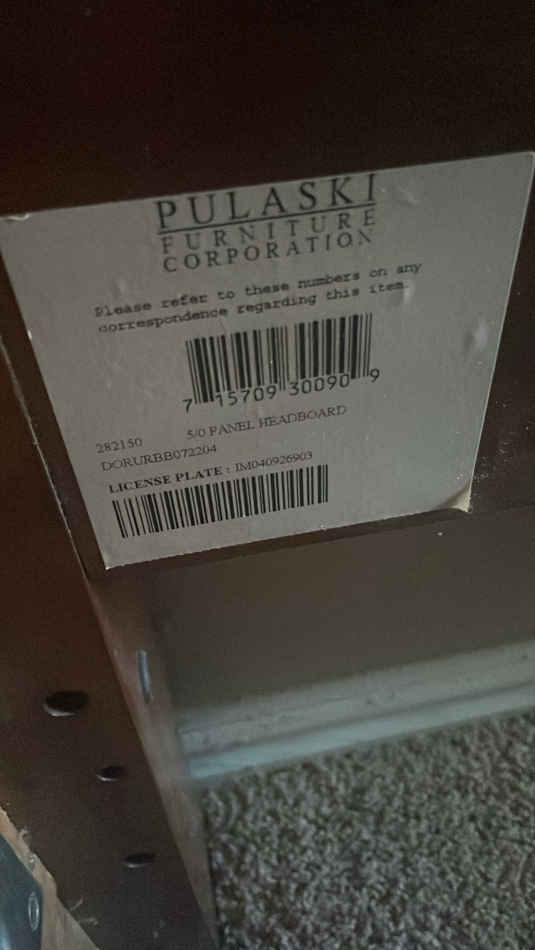 PULASKI
FURNITURE
CORPORATION
Please refer to these numbers on any
correspondence regarding this item.
7 15709 30090 9
282150 5/0 PANEL HEADBOARD
DORURBB072204
LICENSE PLATE : IM040926903